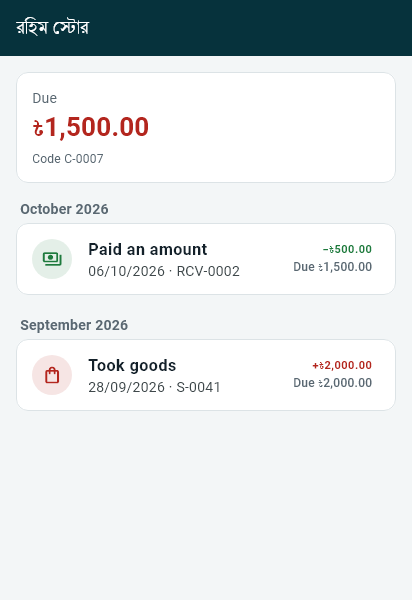 রহিম স্টোর
Due
৳1,500.00
Code C-0007
October 2026
Paid an amount
−৳500.00
06/10/2026 · RCV-0002
Due ৳1,500.00
September 2026
Took goods
+৳2,000.00
28/09/2026 · S-0041
Due ৳2,000.00